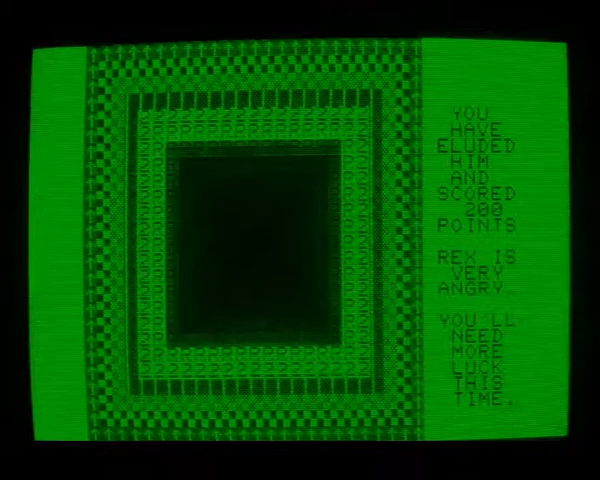 YOU
HAVE
ELUDED
HIM
AND
SCORED
200
POINTS
REX IS
VERY
ANGRY.
YOU'LL
NEED
MORE
LUCK
THIS
TIME.